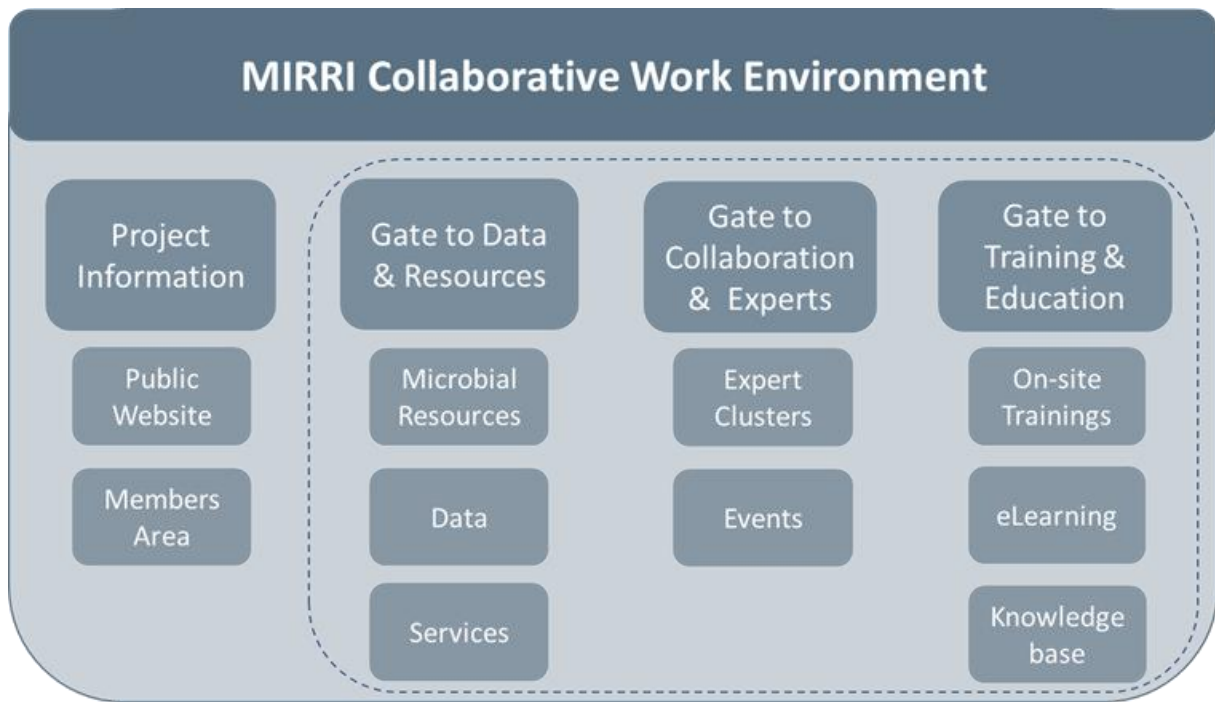 MIRRI Collaborative Work Environment
Project
Information
Public
Website
Members
Area
Gate to Data
& Resources
Microbial
Resources
Data
Services
Gate to
Collaboration
& Experts
Expert
Clusters
Events
Gate to
Training &
Education
On-site
Trainings
eLearning
Knowledge
base